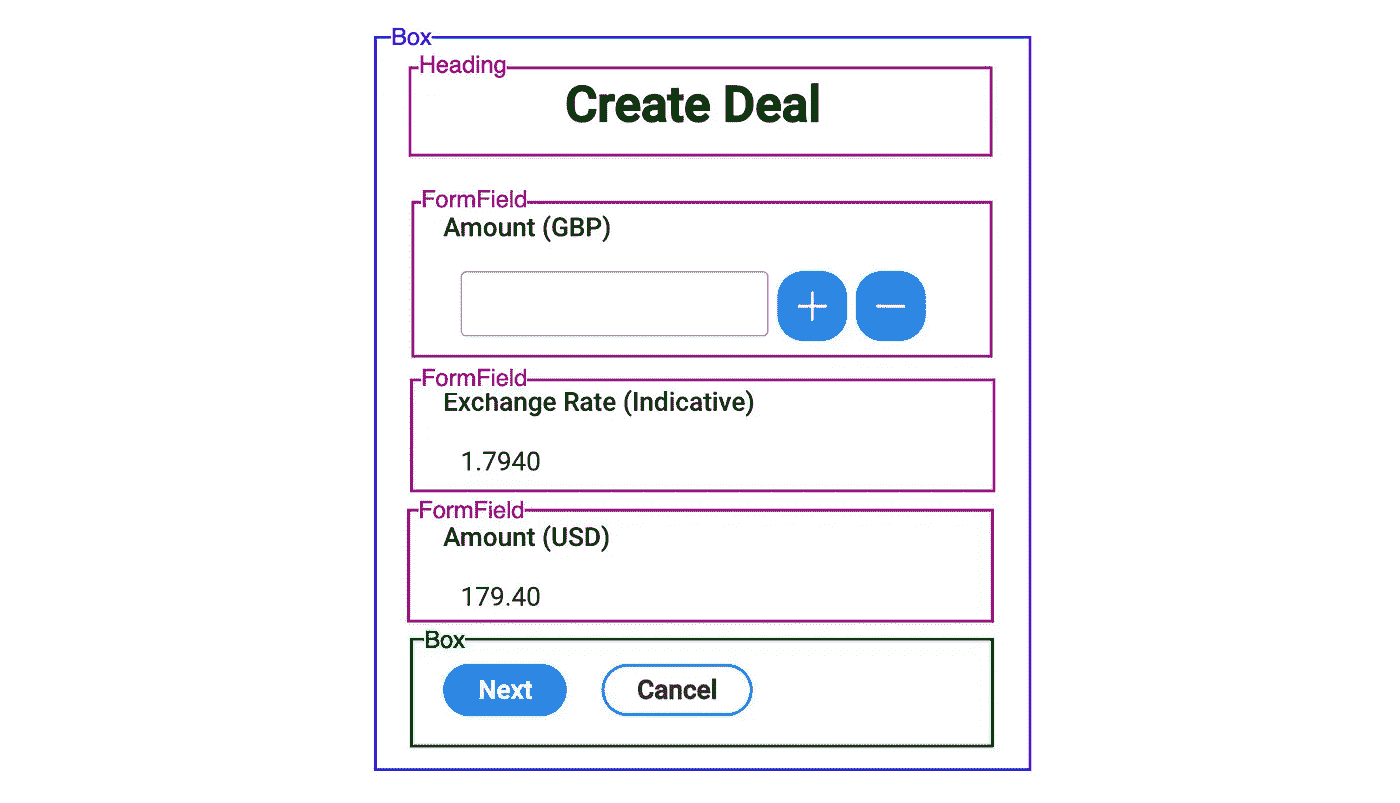 Box
Heading
Create Deal
FormField
Amount (GBP)
FormField
Exchange Rate (Indicative)
1.7940
FormField
Amount (USD)
179.40
Box
Next Cancel